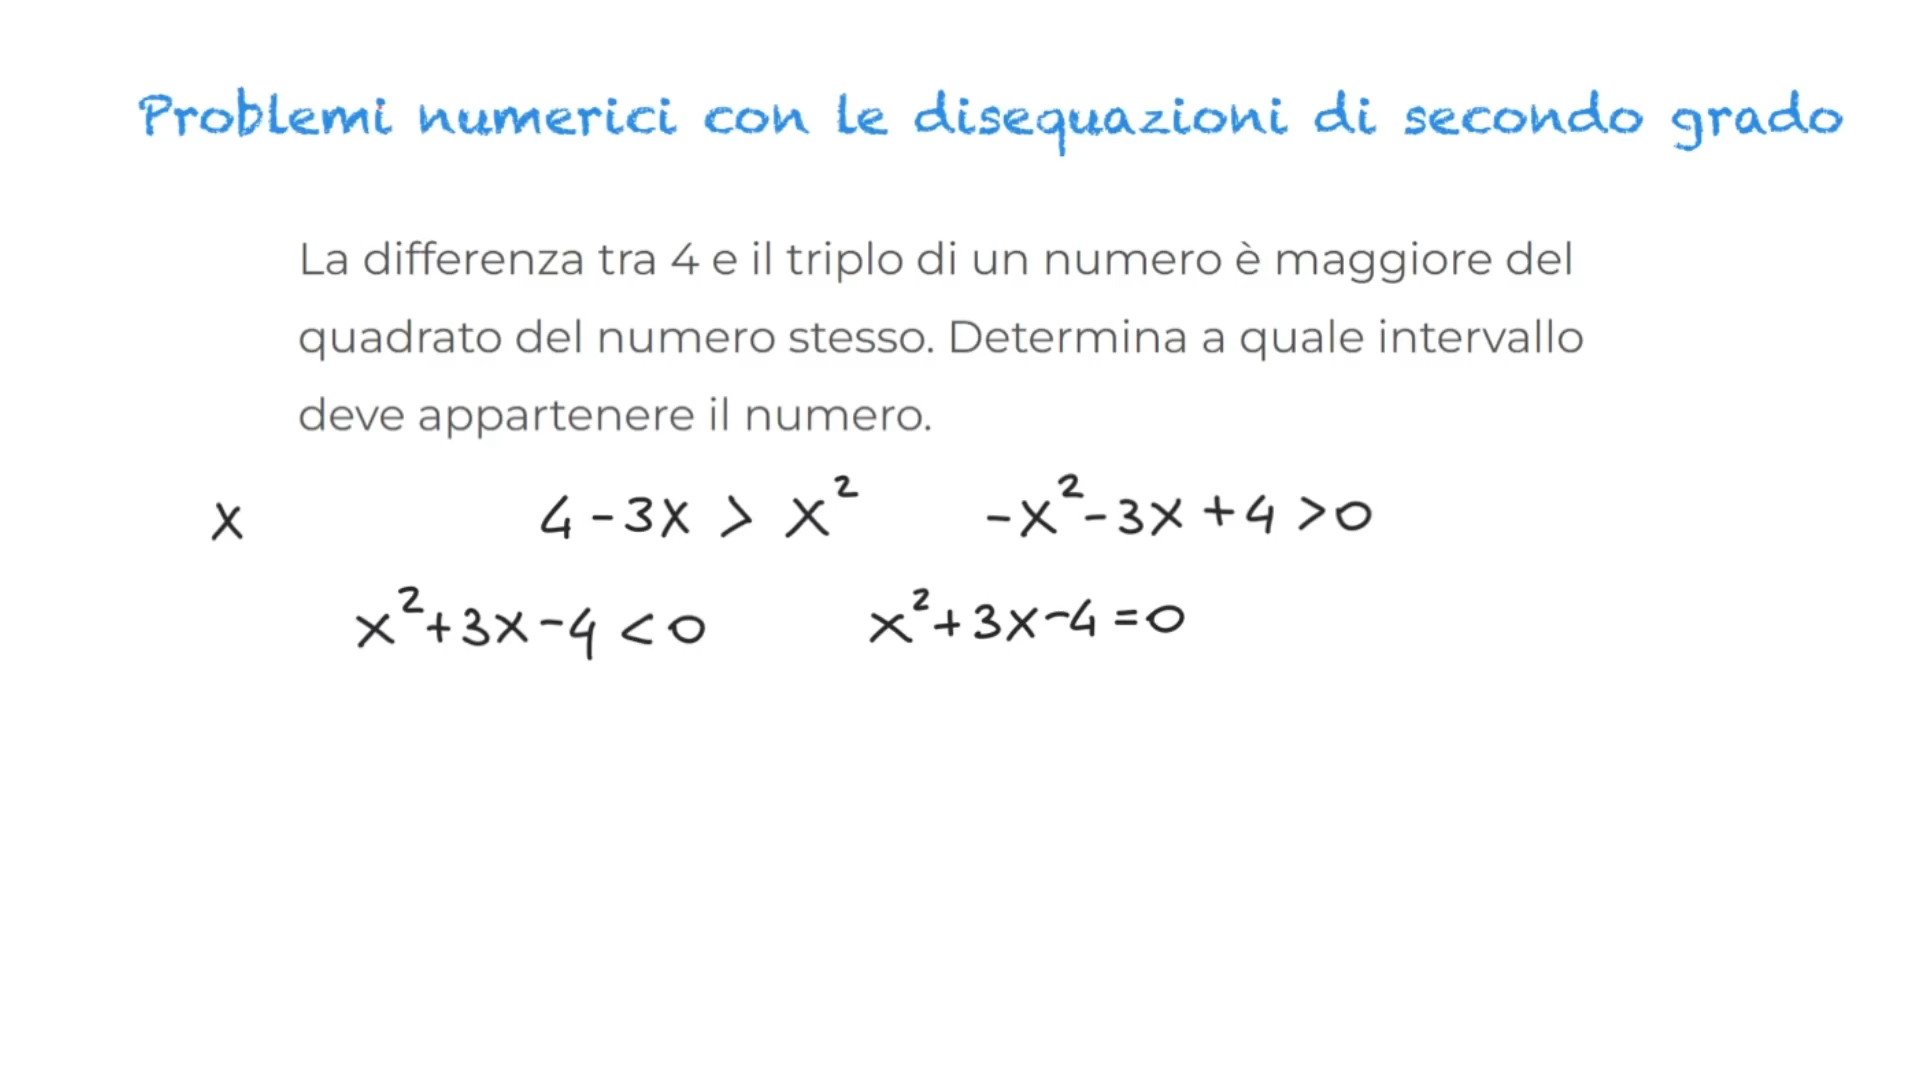 Problemi numerici con le disequazioni di secondo grado
La differenza tra 4 e il triplo di un numero è maggiore del
quadrato del numero stesso. Determina a quale intervallo
deve appartenere il numero.
x 4-3x > x² -x²-3x+4>0
x²+3x-4<0 x²+3x-4=0